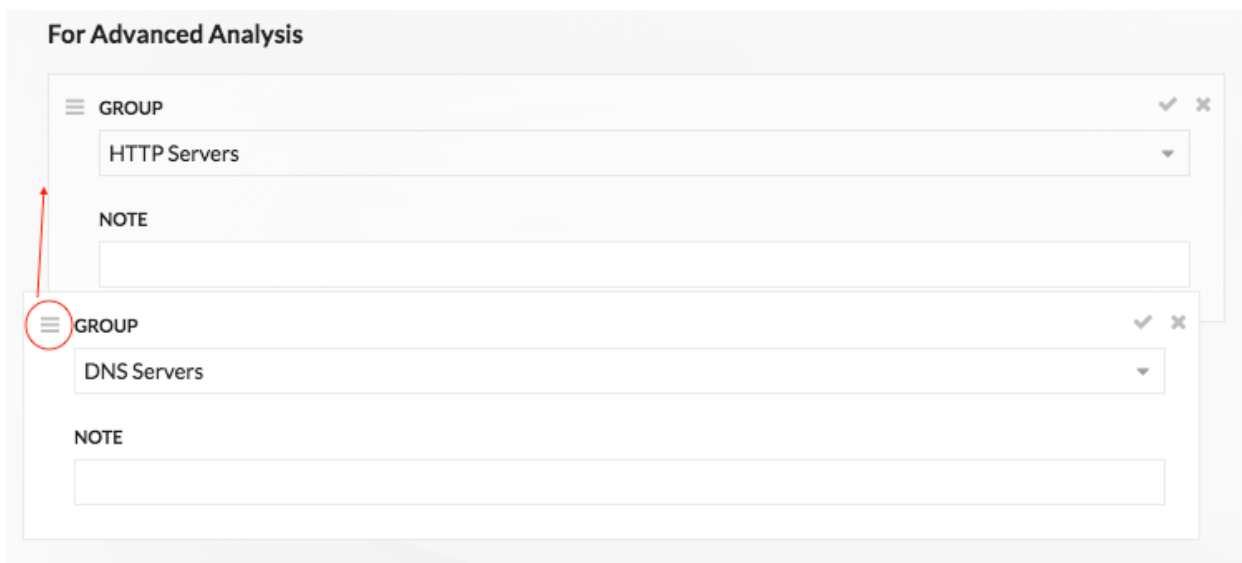 For Advanced Analysis
GROUP
HTTP Servers
NOTE
GROUP
DNS Servers
NOTE